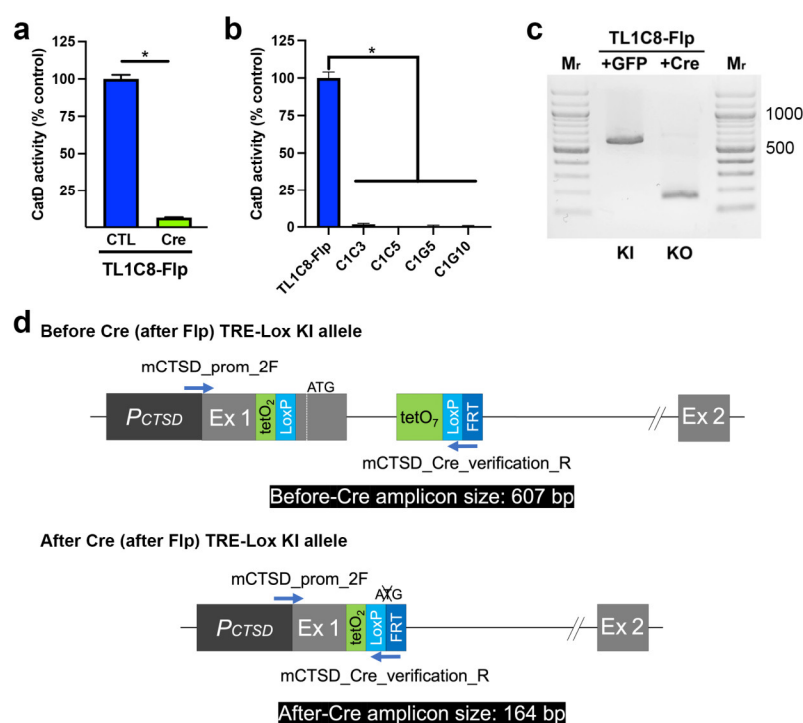 a
CatD activity (% control)
125
100
75
50
25
*
CTL
Cre
TL1C8-Flp
b
CatD activity (% control)
125
100
75
50
25
0
*
TL1C8-Flp
C1C3
C1C5
C1G5
C1G10
c
TL1C8-Flp
Mr
+GFP
+Cre
Mr
1000
500
KI
KO
d
Before Cre (after Flp) TRE-Lox KI allele
mCTSD_prom_2F
ATG
PCTSD
Ex 1
tetO2
LoxP
tetO7
LoxP
FRT
Ex 2
//
mCTSD_Cre_verification_R
Before-Cre amplicon size: 607 bp
After Cre (after Flp) TRE-Lox KI allele
mCTSD_prom_2F
ATG
PCTSD
Ex 1
tetO2
LoxP
FRT
//
Ex 2
mCTSD_Cre_verification_R
After-Cre amplicon size: 164 bp